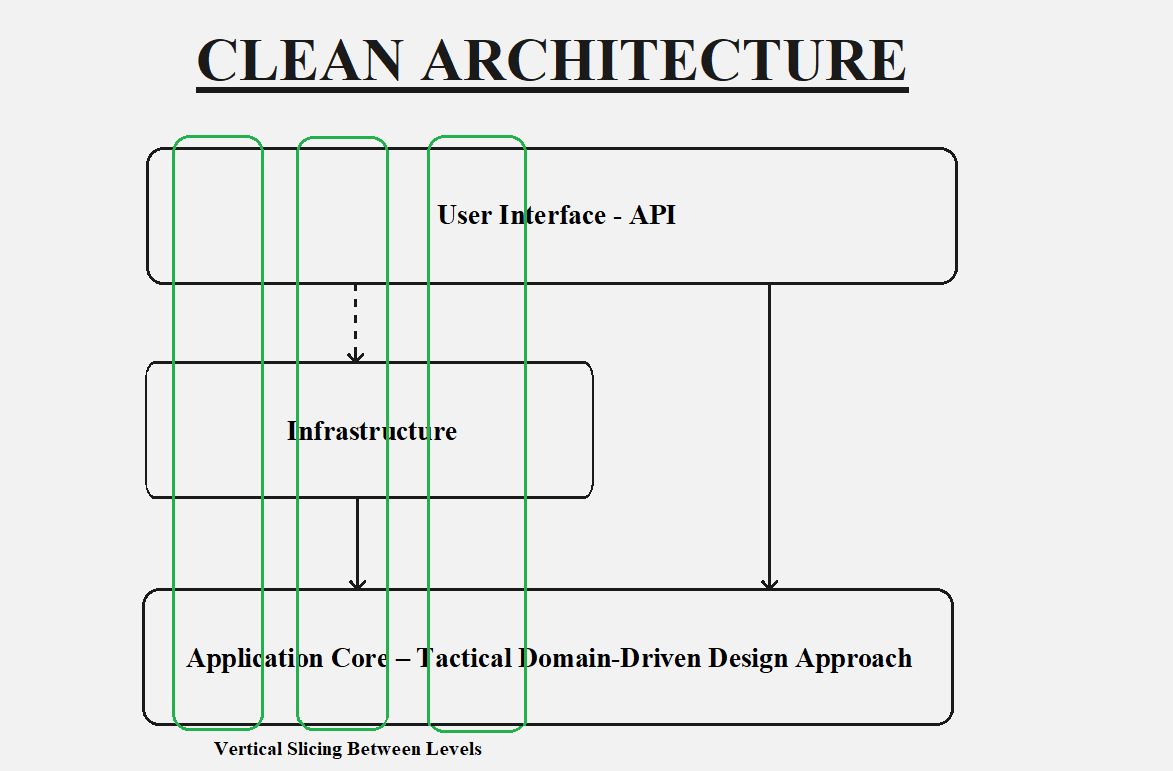 CLEAN ARCHITECTURE
User Interface - API
Infrastructure
Application Core – Tactical Domain-Driven Design Approach
Vertical Slicing Between Levels